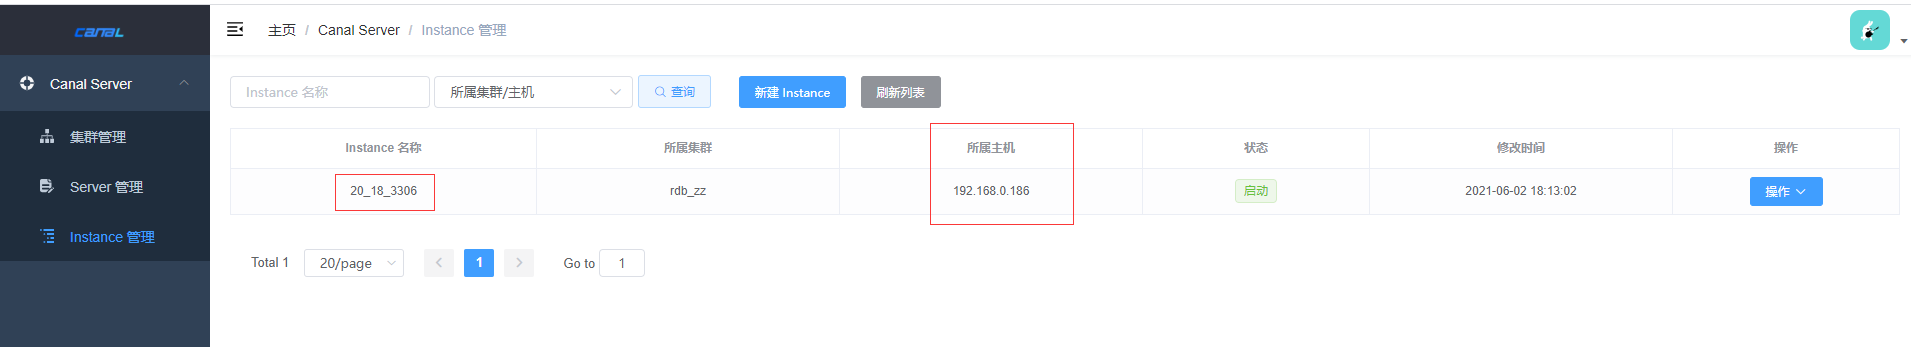 canal
主页 / Canal Server / Instance 管理
Canal Server
集群管理
Server 管理
Instance 管理
Instance 名称 所属集群/主机 查询 新建 Instance 刷新列表
Instance 名称 所属集群 所属主机 状态 修改时间 操作
20_18_3306 rdb_zz 192.168.0.186 启动 2021-06-02 18:13:02 操作
Total 1 20/page 1 Go to 1